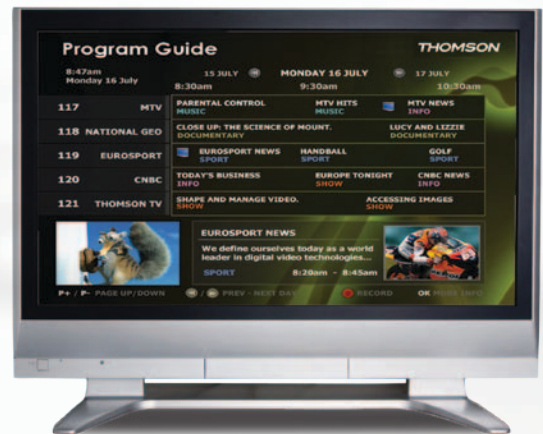 Program Guide
THOMSON
8:47am
Monday 16 July
15 JULY MONDAY 16 JULY 17 JULY
8:30am 9:30am 10:30am
117 MTV
PARENTAL CONTROL MTV HITS MTV NEWS
MUSIC MUSIC INFO
118 NATIONAL GEO
CLOSE UP: THE SCIENCE OF MOUNT. LUCY AND LIZZIE
DOCUMENTARY DOCUMENTARY
119 EUROSPORT
EUROSPORT NEWS HANDBALL GOLF
SPORT SPORT SPORT
120 CNBC
TODAY'S BUSINESS EUROPE TONIGHT CNBC NEWS
INFO SHOW INFO
121 THOMSON TV
SHAPE AND MANAGE VIDEO. ACCESSING IMAGES
SHOW SHOW
EUROSPORT NEWS
We define ourselves today as a world
leader in digital video technologies...
SPORT 8:20am - 8:45am
P+ / P- PAGE UP/DOWN / PREV - NEXT DAY RECORD OK MORE INFO